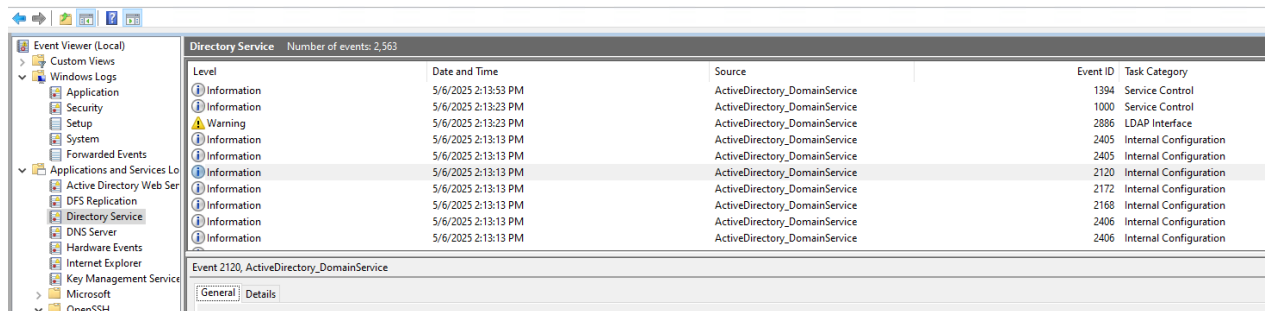 Event Viewer (Local)
Custom Views
Windows Logs
Application
Security
Setup
System
Forwarded Events
Applications and Services Lo
Active Directory Web Ser
DFS Replication
Directory Service
DNS Server
Hardware Events
Internet Explorer
Key Management Service
Microsoft
OpenSSH
Directory Service Number of events: 2,563
Level Date and Time Source Event ID Task Category
Information 5/6/2025 2:13:53 PM ActiveDirectory_DomainService 1394 Service Control
Information 5/6/2025 2:13:23 PM ActiveDirectory_DomainService 1000 Service Control
Warning 5/6/2025 2:13:23 PM ActiveDirectory_DomainService 2886 LDAP Interface
Information 5/6/2025 2:13:13 PM ActiveDirectory_DomainService 2405 Internal Configuration
Information 5/6/2025 2:13:13 PM ActiveDirectory_DomainService 2405 Internal Configuration
Information 5/6/2025 2:13:13 PM ActiveDirectory_DomainService 2120 Internal Configuration
Information 5/6/2025 2:13:13 PM ActiveDirectory_DomainService 2172 Internal Configuration
Information 5/6/2025 2:13:13 PM ActiveDirectory_DomainService 2168 Internal Configuration
Information 5/6/2025 2:13:13 PM ActiveDirectory_DomainService 2406 Internal Configuration
Information 5/6/2025 2:13:13 PM ActiveDirectory_DomainService 2406 Internal Configuration
Event 2120, ActiveDirectory_DomainService
General Details